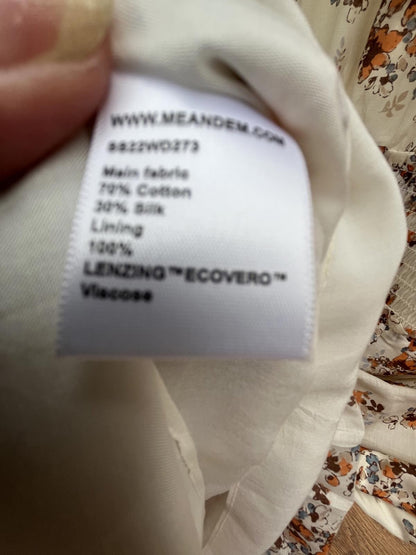 WWW.MEANDEM.COM
SS22WD273
Main fabric
70% Cotton
30% Silk
Lining
100%
LENZING™ECOVERO™
Viscose